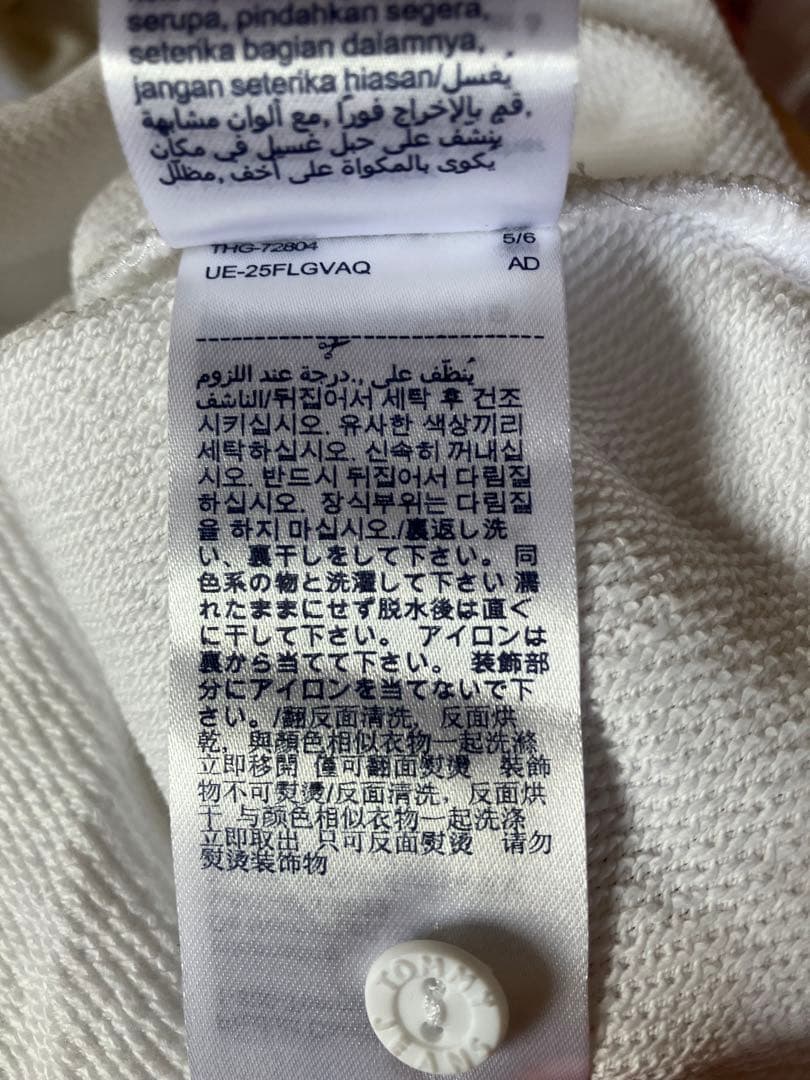 serupa, pindahkan segera,
seterika bagian dalamnya,
jangan seterika hiasan/يُغسل
قم بالإخراج فورًا ,مع ألوان مشابهة,
ينشف على حبل غسيل في مكان
يكوى بالمكواة على أخف ,مظلل
THG-72804
5/6
UE-25FLGVAQ
AD
يُنظّف على ,.درجة عند اللزوم
الناشف/뒤집어서 세탁 후 건조
시키십시오. 유사한 색상끼리
세탁하십시오. 신속히 꺼내십
시오. 반드시 뒤집어서 다림질
하십시오. 장식부위는 다림질
을 하지 마십시오./裏返し洗
い、裏干しをして下さい。 同
色系の物と洗濯して下さい 濡
れたままにせず脱水後は直ぐ
に干して下さい。 アイロンは
裏から当てて下さい。 装飾部
分にアイロンを当てないで下
さい。/翻反面清洗, 反面烘
乾, 與顏色相似衣物一起洗滌
立即移開 僅可翻面熨燙 裝飾
物不可熨燙/反面清洗, 反面烘
干 与颜色相似衣物一起洗涤
立即取出 只可反面熨烫 请勿
熨烫装饰物
TOMMY
JEANS